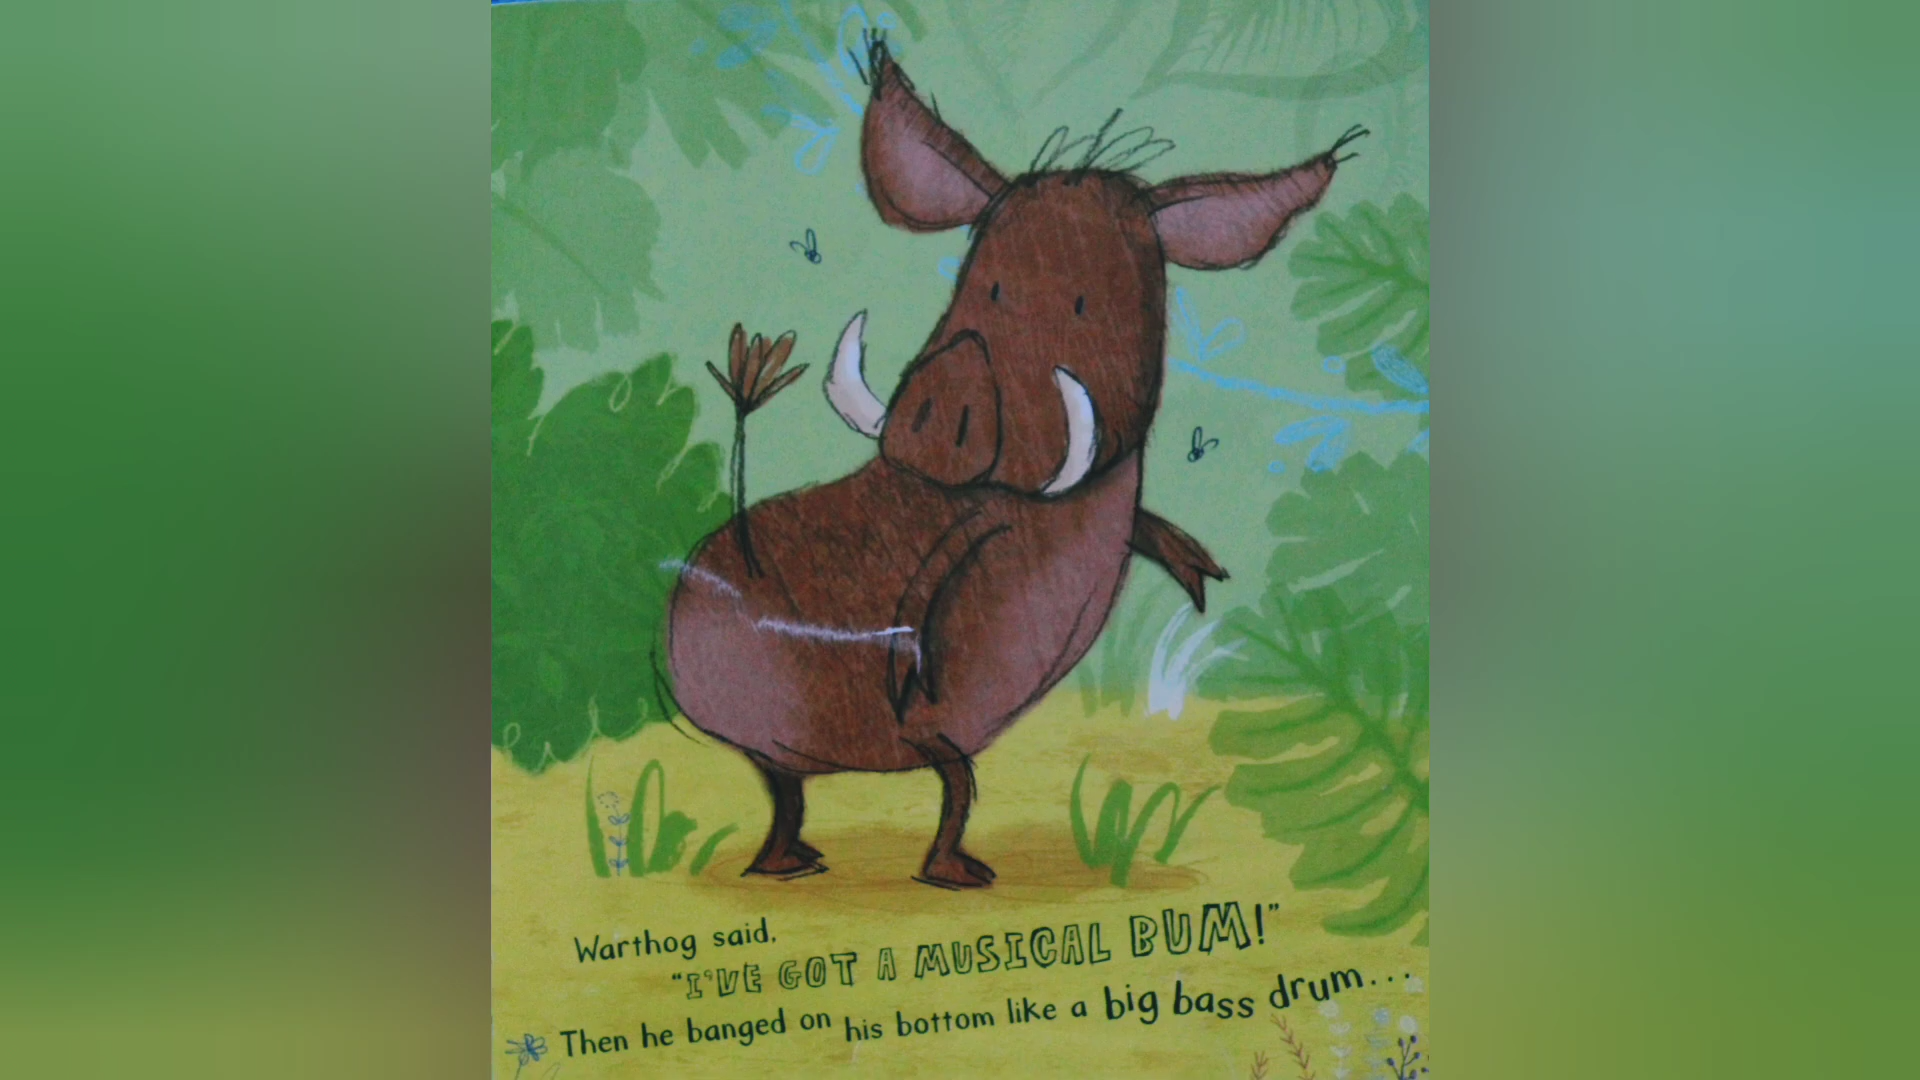 Warthog said,
“I'VE GOT A MUSICAL BUM!”
Then he banged on his bottom like a big bass drum...